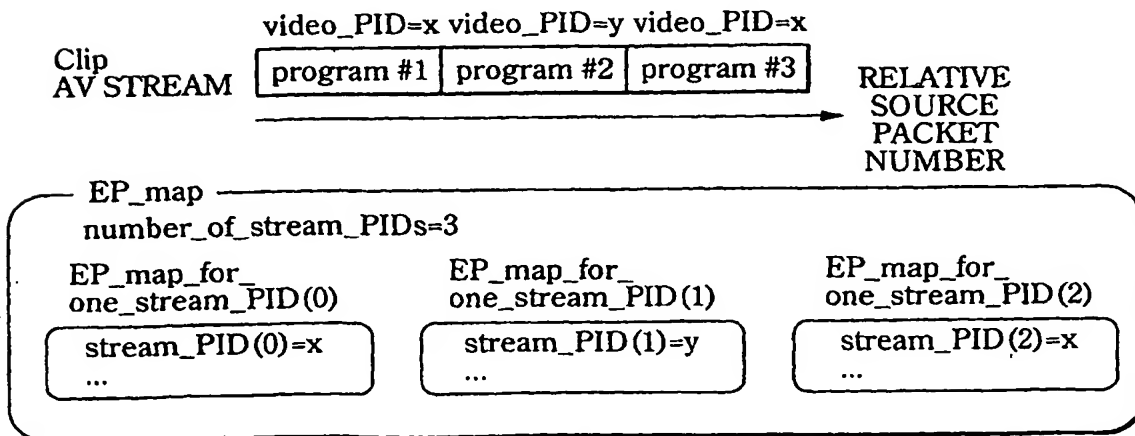 video_PID=x video_PID=y video_PID=x
Clip
AV STREAM
program #1 program #2 program #3
RELATIVE
SOURCE
PACKET
NUMBER
EP_map
number_of_stream_PIDs=3
EP_map_for_
one_stream_PID(0)
stream_PID(0)=x
...
EP_map_for_
one_stream_PID(1)
stream_PID(1)=y
...
EP_map_for_
one_stream_PID(2)
stream_PID(2)=x
...